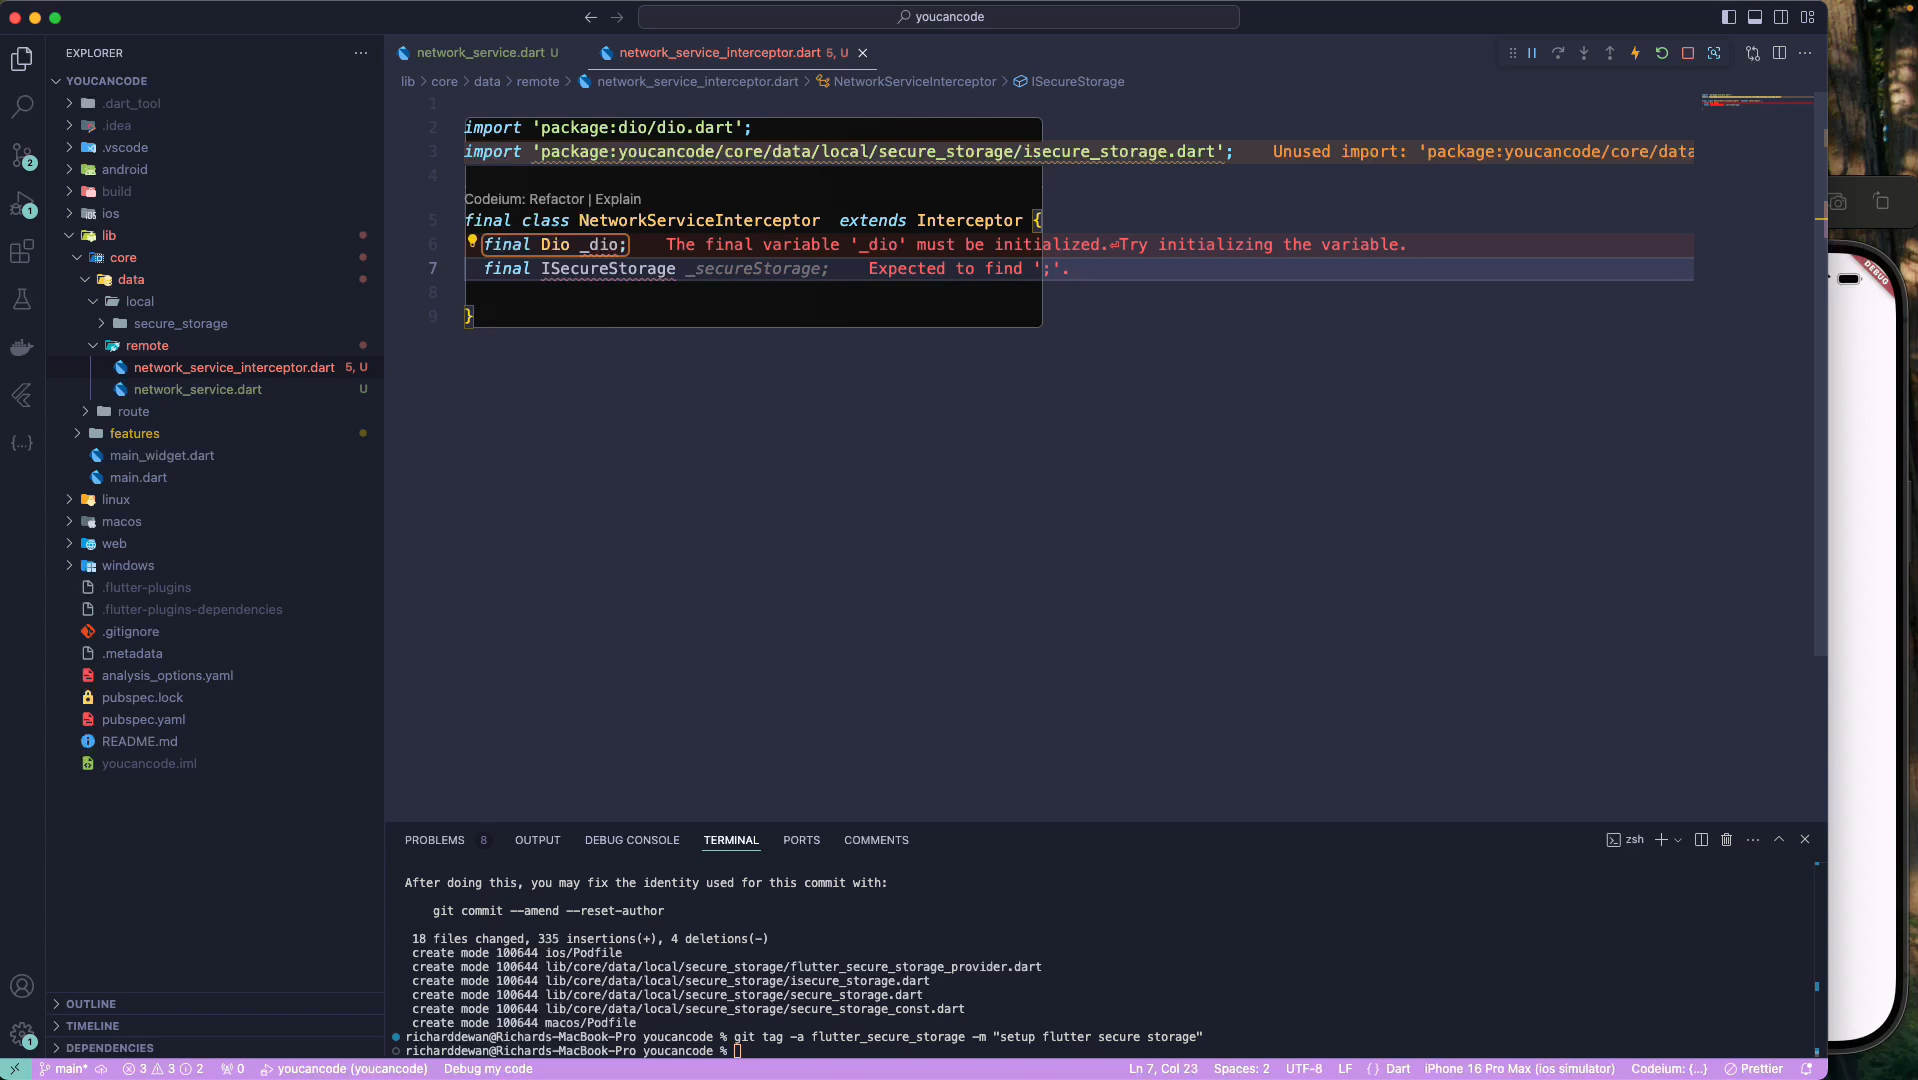 youcancode
EXPLORER
YOUCANCODE
.dart_tool
.idea
.vscode
android
build
ios
lib
core
data
local
secure_storage
remote
network_service_interceptor.dart 5, U
network_service.dart U
route
features
main_widget.dart
main.dart
linux
macos
web
windows
.flutter-plugins
.flutter-plugins-dependencies
.gitignore
.metadata
analysis_options.yaml
pubspec.lock
pubspec.yaml
README.md
youcancode.iml
OUTLINE
TIMELINE
DEPENDENCIES
2
1
1
network_service.dart U
network_service_interceptor.dart 5, U
lib > core > data > remote > network_service_interceptor.dart > NetworkServiceInterceptor > ISecureStorage
1
2 import 'package:dio/dio.dart';
3 import 'package:youcancode/core/data/local/secure_storage/isecure_storage.dart'; Unused import: 'package:youcancode/core/data
4
Codeium: Refactor | Explain
5 final class NetworkServiceInterceptor extends Interceptor {
6 final Dio _dio; The final variable '_dio' must be initialized.⏎Try initializing the variable.
7 final ISecureStorage _secureStorage; Expected to find ';'.
8
9 }
DEBUG
PROBLEMS 8 OUTPUT DEBUG CONSOLE TERMINAL PORTS COMMENTS
zsh
After doing this, you may fix the identity used for this commit with:
git commit --amend --reset-author
18 files changed, 335 insertions(+), 4 deletions(-)
create mode 100644 ios/Podfile
create mode 100644 lib/core/data/local/secure_storage/flutter_secure_storage_provider.dart
create mode 100644 lib/core/data/local/secure_storage/isecure_storage.dart
create mode 100644 lib/core/data/local/secure_storage/secure_storage.dart
create mode 100644 lib/core/data/local/secure_storage/secure_storage_const.dart
create mode 100644 macos/Podfile
richarddewan@Richards-MacBook-Pro youcancode % git tag -a flutter_secure_storage -m "setup flutter secure storage"
richarddewan@Richards-MacBook-Pro youcancode %
main* 3 3 2 0 youcancode (youcancode) Debug my code
Ln 7, Col 23 Spaces: 2 UTF-8 LF { } Dart iPhone 16 Pro Max (ios simulator) Codeium: {...} Prettier